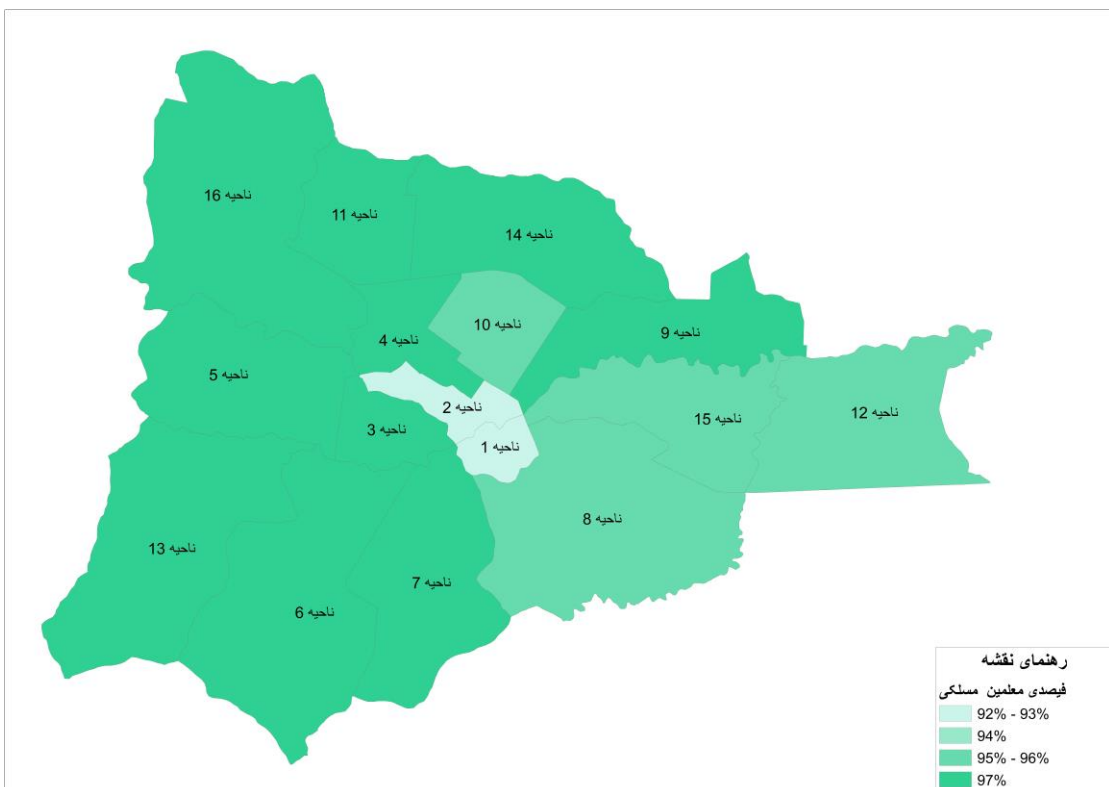 ناحیه 16
ناحیه 11
ناحیه 14
ناحیه 10
ناحیه 9
ناحیه 4
ناحیه 5
ناحیه 2
ناحیه 12
ناحیه 15
ناحیه 3
ناحیه 1
ناحیه 8
ناحیه 13
ناحیه 7
ناحیه 6
رهنمای نقشه
فیصدی معلمین مسلکی
92% - 93%
94%
95% - 96%
97%